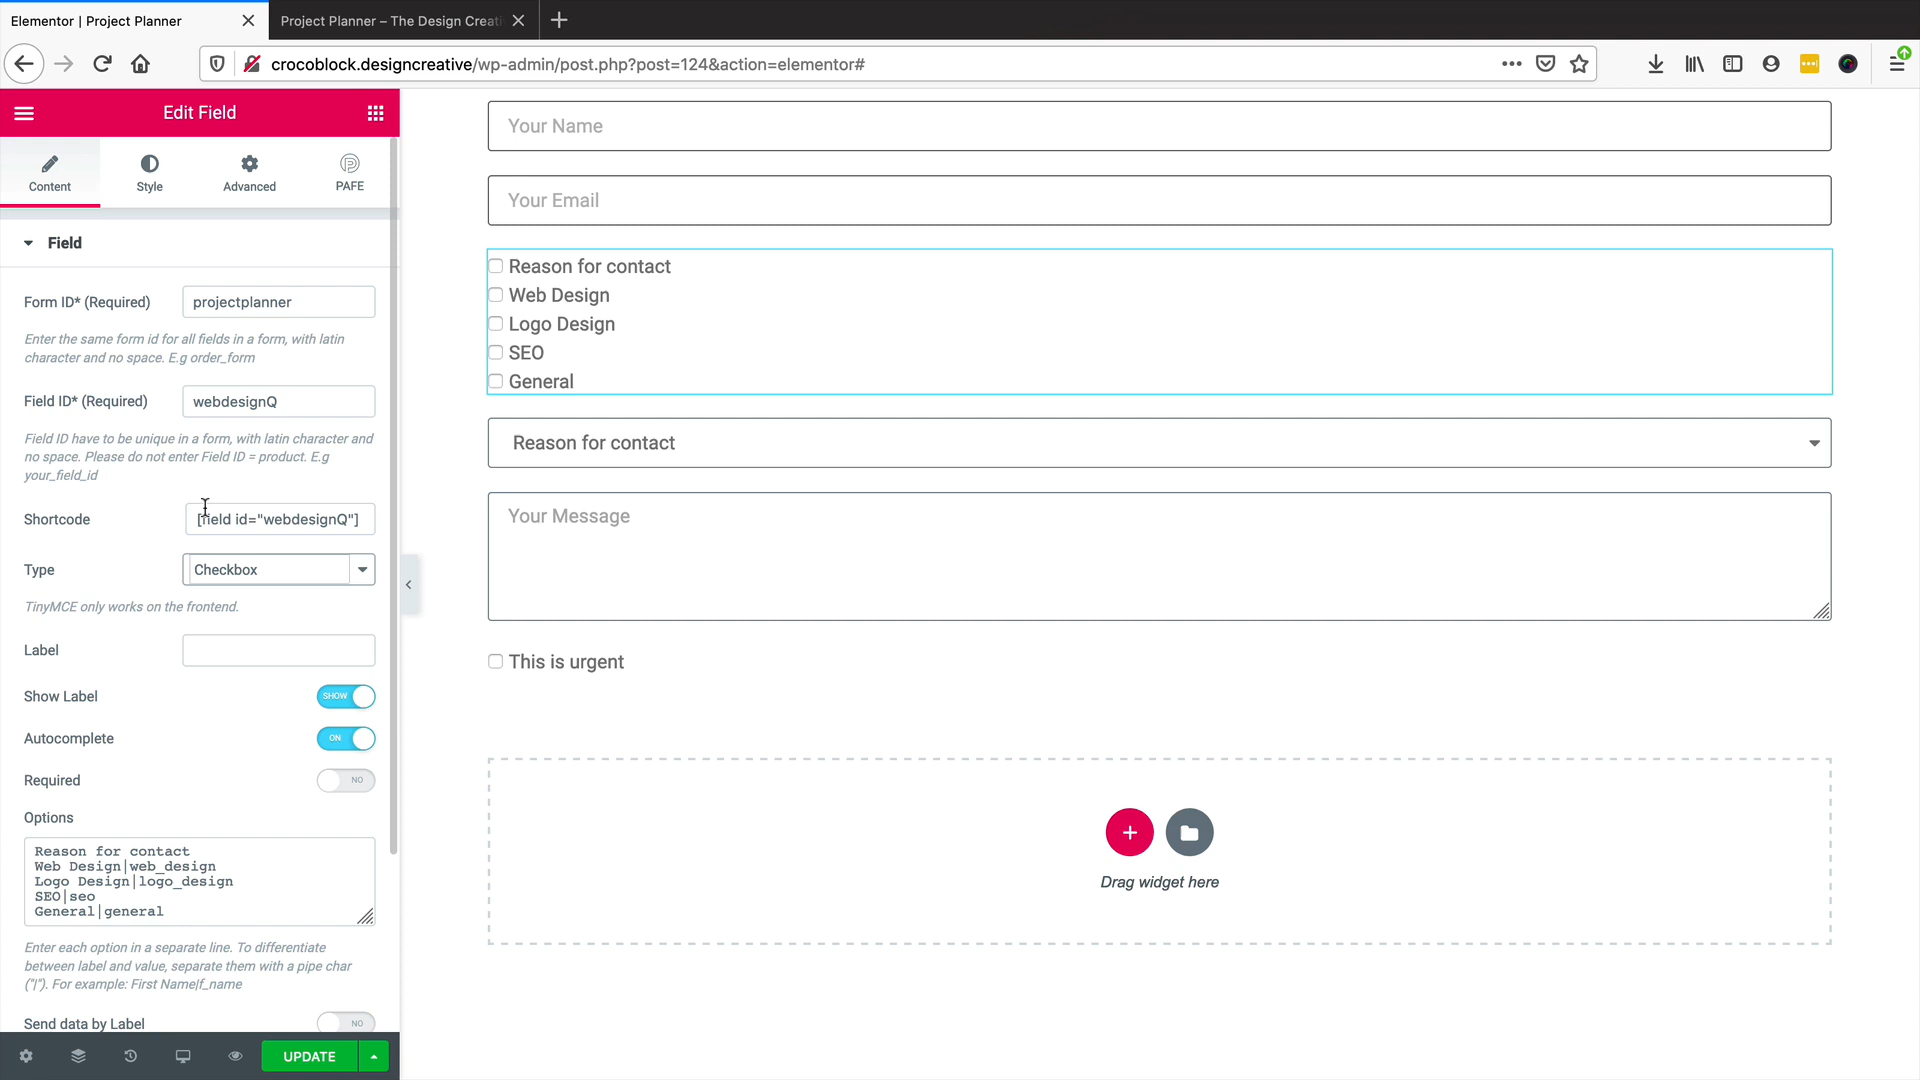 Elementor | Project Planner
Project Planner – The Design Creati
crocoblock.designcreative/wp-admin/post.php?post=124&action=elementor#
Edit Field
Content
Style
Advanced
PAFE
Field
Form ID* (Required)
projectplanner
Enter the same form id for all fields in a form, with latin
character and no space. E.g order_form
Field ID* (Required)
webdesignQ
Field ID have to be unique in a form, with latin character and
no space. Please do not enter Field ID = product. E.g
your_field_id
Shortcode
[field id="webdesignQ"]
Type
Checkbox
TinyMCE only works on the frontend.
Label
Show Label
SHOW
Autocomplete
ON
Required
NO
Options
Reason for contact
Web Design|web_design
Logo Design|logo_design
SEO|seo
General|general
Enter each option in a separate line. To differentiate
between label and value, separate them with a pipe char
("|"). For example: First Name|f_name
Send data by Label
NO
UPDATE
Your Name
Your Email
Reason for contact
Web Design
Logo Design
SEO
General
Reason for contact
Your Message
This is urgent
Drag widget here